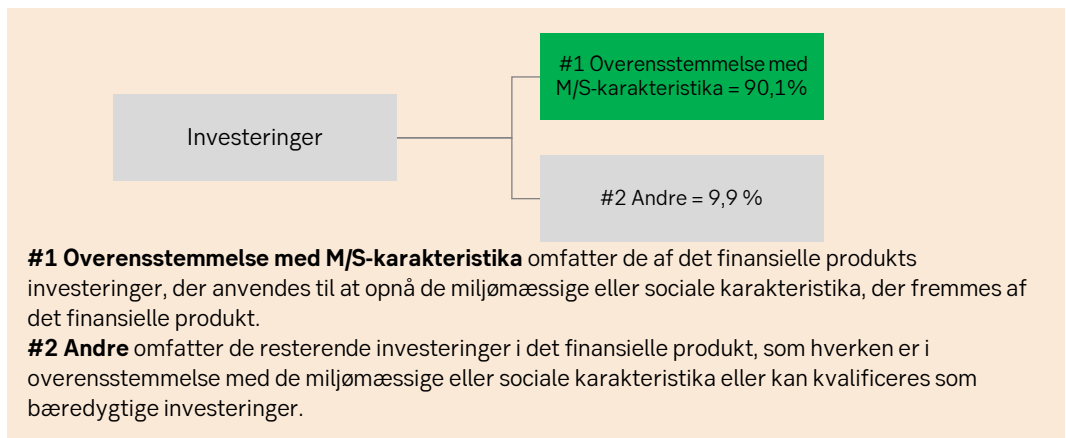 #1 Overensstemmelse med
M/S-karakteristika = 90,1%
Investeringer
#2 Andre = 9,9 %
#1 Overensstemmelse med M/S-karakteristika omfatter de af det finansielle produkts
investeringer, der anvendes til at opnå de miljømæssige eller sociale karakteristika, der fremmes af
det finansielle produkt.
#2 Andre omfatter de resterende investeringer i det finansielle produkt, som hverken er i
overensstemmelse med de miljømæssige eller sociale karakteristika eller kan kvalificeres som
bæredygtige investeringer.